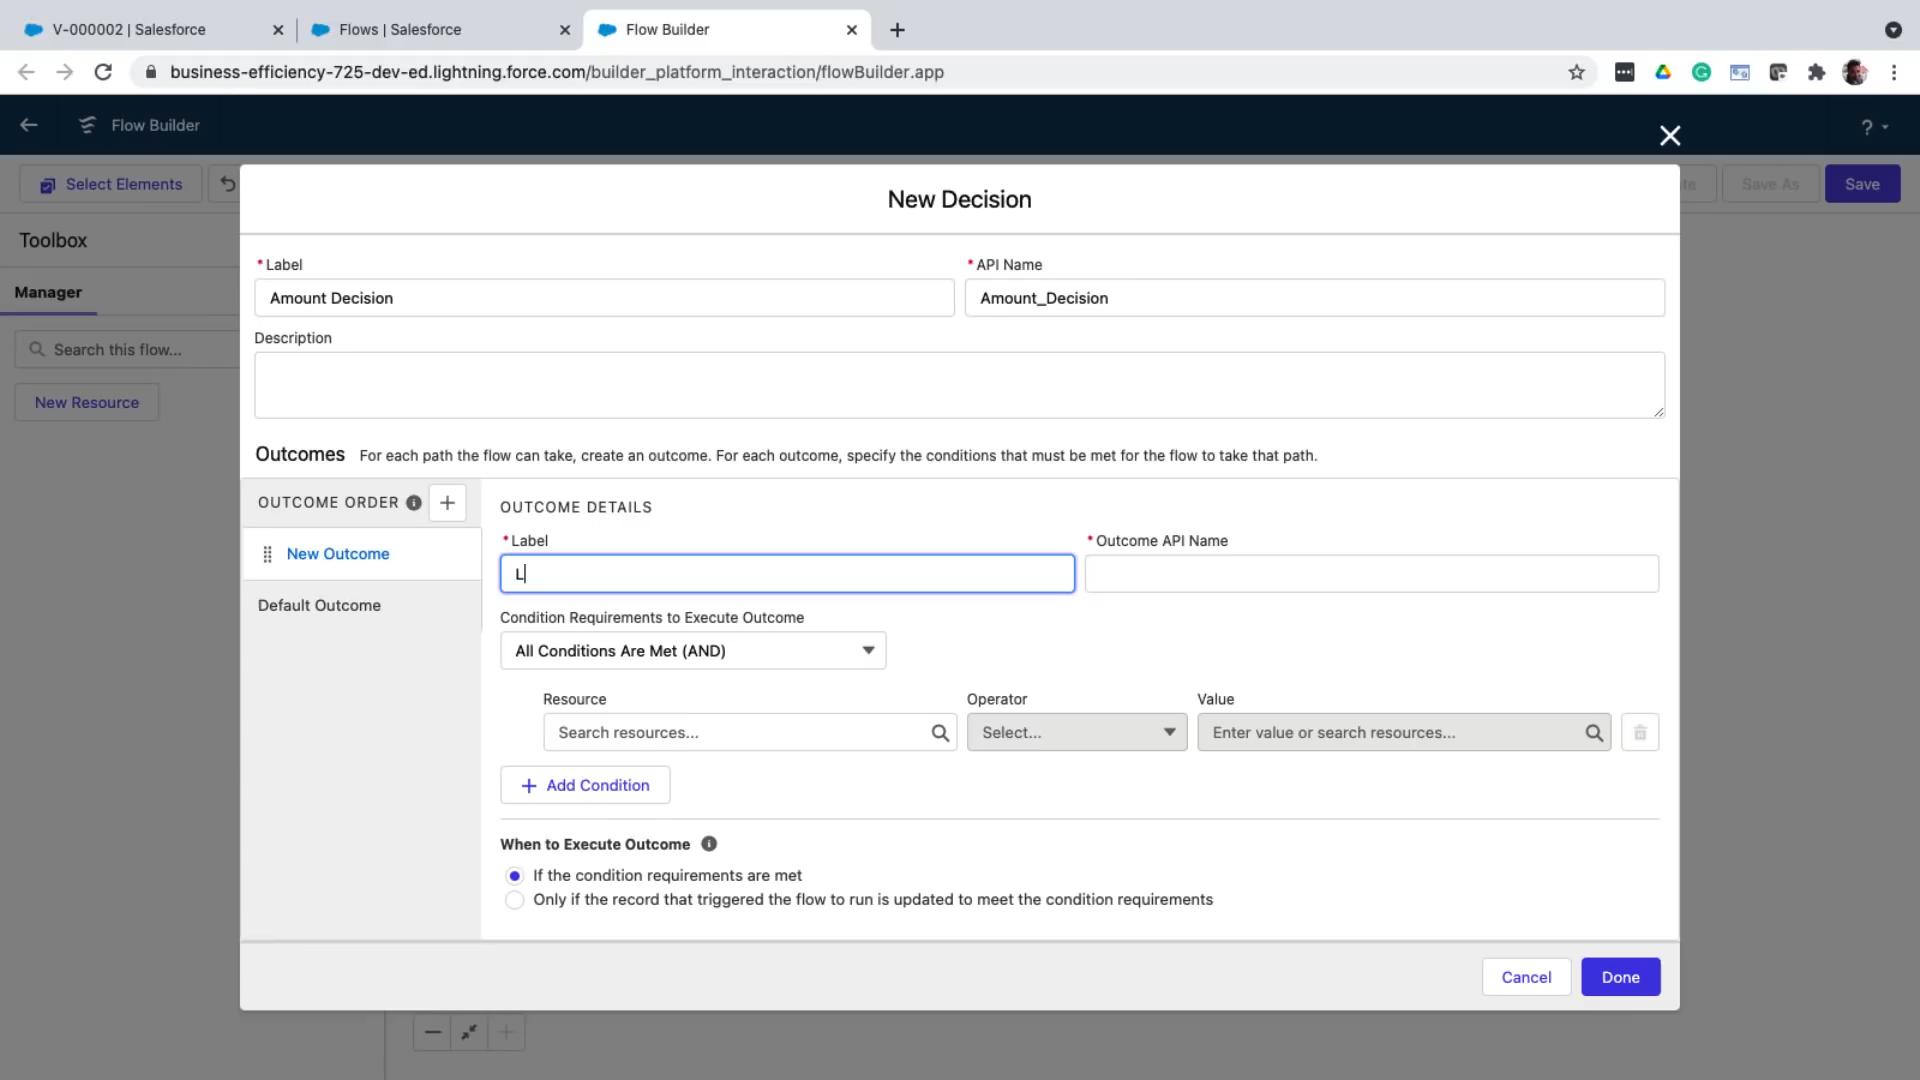 V-000002 | Salesforce
Flows | Salesforce
Flow Builder
business-efficiency-725-dev-ed.lightning.force.com/builder_platform_interaction/flowBuilder.app
Flow Builder
?
Select Elements
Save As
Save
Toolbox
Manager
Search this flow...
New Resource
New Decision
* Label
* API Name
Amount Decision
Amount_Decision
Description
Outcomes For each path the flow can take, create an outcome. For each outcome, specify the conditions that must be met for the flow to take that path.
OUTCOME ORDER
New Outcome
Default Outcome
OUTCOME DETAILS
* Label
* Outcome API Name
L
Condition Requirements to Execute Outcome
All Conditions Are Met (AND)
Resource
Operator
Value
Search resources...
Select...
Enter value or search resources...
+ Add Condition
When to Execute Outcome
If the condition requirements are met
Only if the record that triggered the flow to run is updated to meet the condition requirements
Cancel
Done